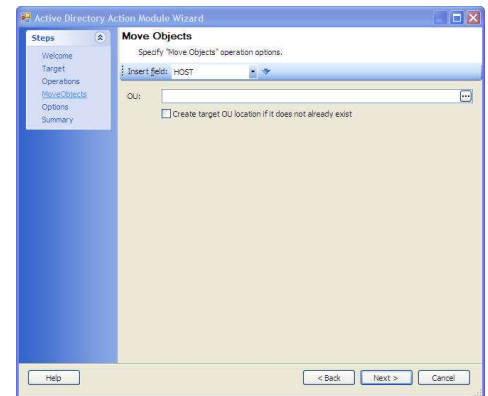 Active Directory Action Module Wizard
Steps
Welcome
Target
Operations
MoveObjects
Options
Summary
Move Objects
Specify "Move Objects" operation options.
Insert field: HOST
OU:
Create target OU location if it does not already exist
Help
< Back
Next >
Cancel